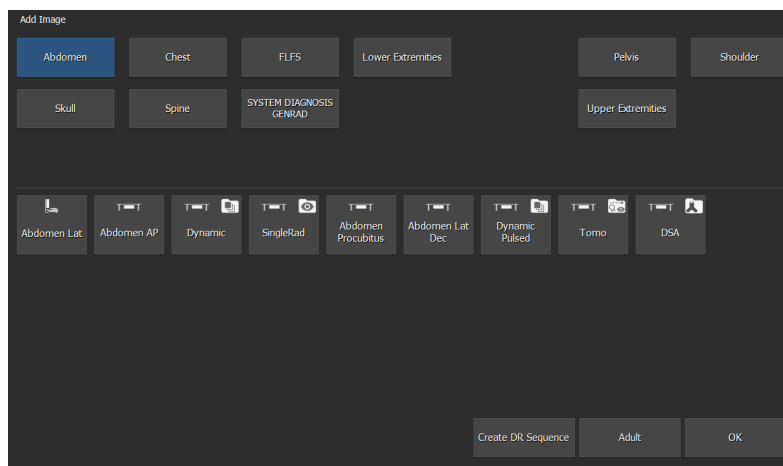 Add Image
Abdomen
Chest
FLFS
Lower Extremities
Pelvis
Shoulder
Skull
Spine
SYSTEM DIAGNOSIS
GENRAD
Upper Extremities
Abdomen Lat
Abdomen AP
Dynamic
SingleRad
Abdomen
Procubitus
Abdomen Lat
Dec
Dynamic
Pulsed
Tomo
DSA
Create DR Sequence
Adult
OK